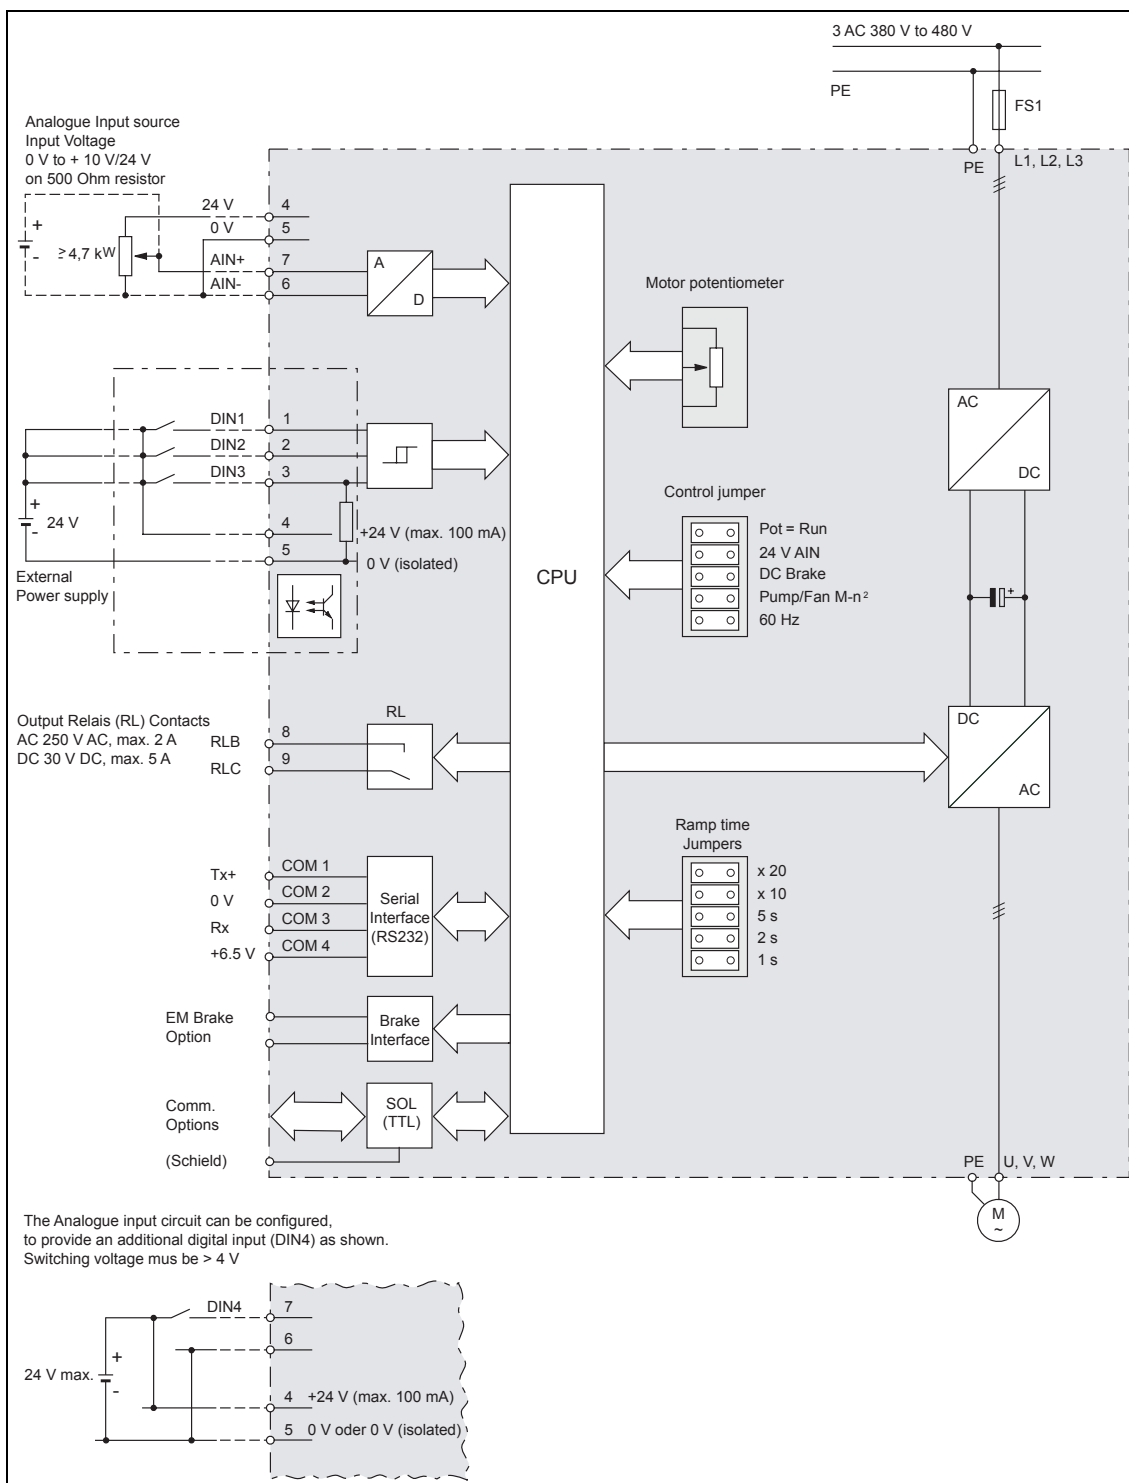 3 AC 380 V to 480 V
PE
FS1
PE
L1, L2, L3
Analogue Input source
Input Voltage
0 V to + 10 V/24 V
on 500 Ohm resistor
24 V
4
0 V
5
+
-
≥4,7 kW
AIN+
7
AIN-
6
A
D
Motor potentiometer
DIN1
1
DIN2
2
DIN3
3
+
-
24 V
4
+24 V (max. 100 mA)
5
0 V (isolated)
External
Power supply
CPU
Control jumper
Pot = Run
24 V AIN
DC Brake
Pump/Fan M-n²
60 Hz
AC
DC
+
DC
AC
Output Relais (RL) Contacts
AC 250 V AC, max. 2 A
DC 30 V DC, max. 5 A
RL
RLB
8
RLC
9
Ramp time
Jumpers
x 20
x 10
5 s
2 s
1 s
Tx+
COM 1
0 V
COM 2
Rx
COM 3
+6.5 V
COM 4
Serial
Interface
(RS232)
EM Brake
Option
Brake
Interface
Comm.
Options
SOL
(TTL)
(Schield)
PE
U, V, W
M
~
The Analogue input circuit can be configured,
to provide an additional digital input (DIN4) as shown.
Switching voltage mus be > 4 V
DIN4
7
6
24 V max.
+
-
4
+24 V (max. 100 mA)
5
0 V oder 0 V (isolated)